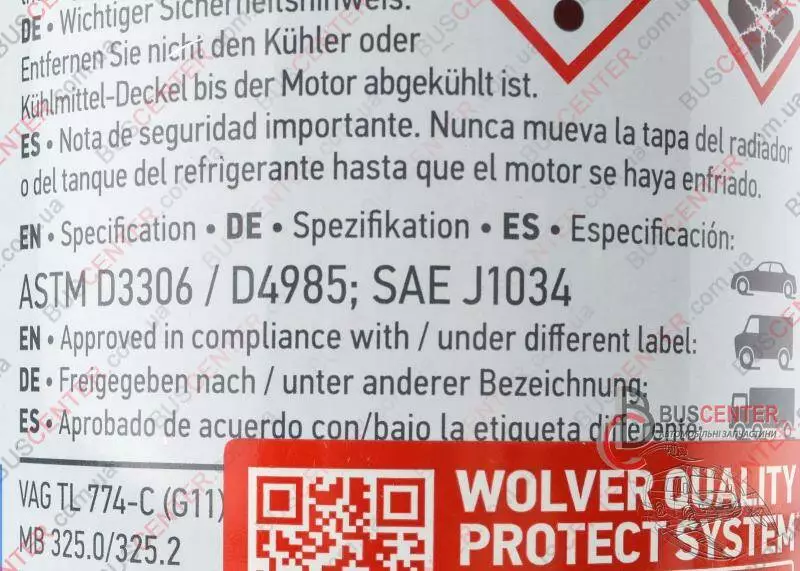 DE • Wichtiger Sicherheitshinweis.
Entfernen Sie nicht den Kühler oder
Kühlmittel-Deckel bis der Motor abgekühlt ist.
ES • Nota de seguridad importante. Nunca mueva la tapa del radiador
o del tanque del refrigerante hasta que el motor se haya enfriado.
EN • Specification • DE • Spezifikation • ES • Especificación:
ASTM D3306 / D4985; SAE J1034
EN • Approved in compliance with / under different label:
DE • Freigegeben nach / unter anderer Bezeichnung:
ES • Aprobado de acuerdo con/bajo la etiqueta diferente:
BUSCENTER
АВТОМОБІЛЬНІ ЗАПЧАСТИНИ
VAG TL 774-C (G11)
MB 325.0/325.2
WOLVER QUALITY
PROTECT SYSTEM